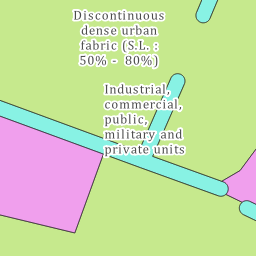 Discontinuous
dense urban
fabric (S.L. :
50% - 80%)
Industrial,
commercial,
public,
military and
private units